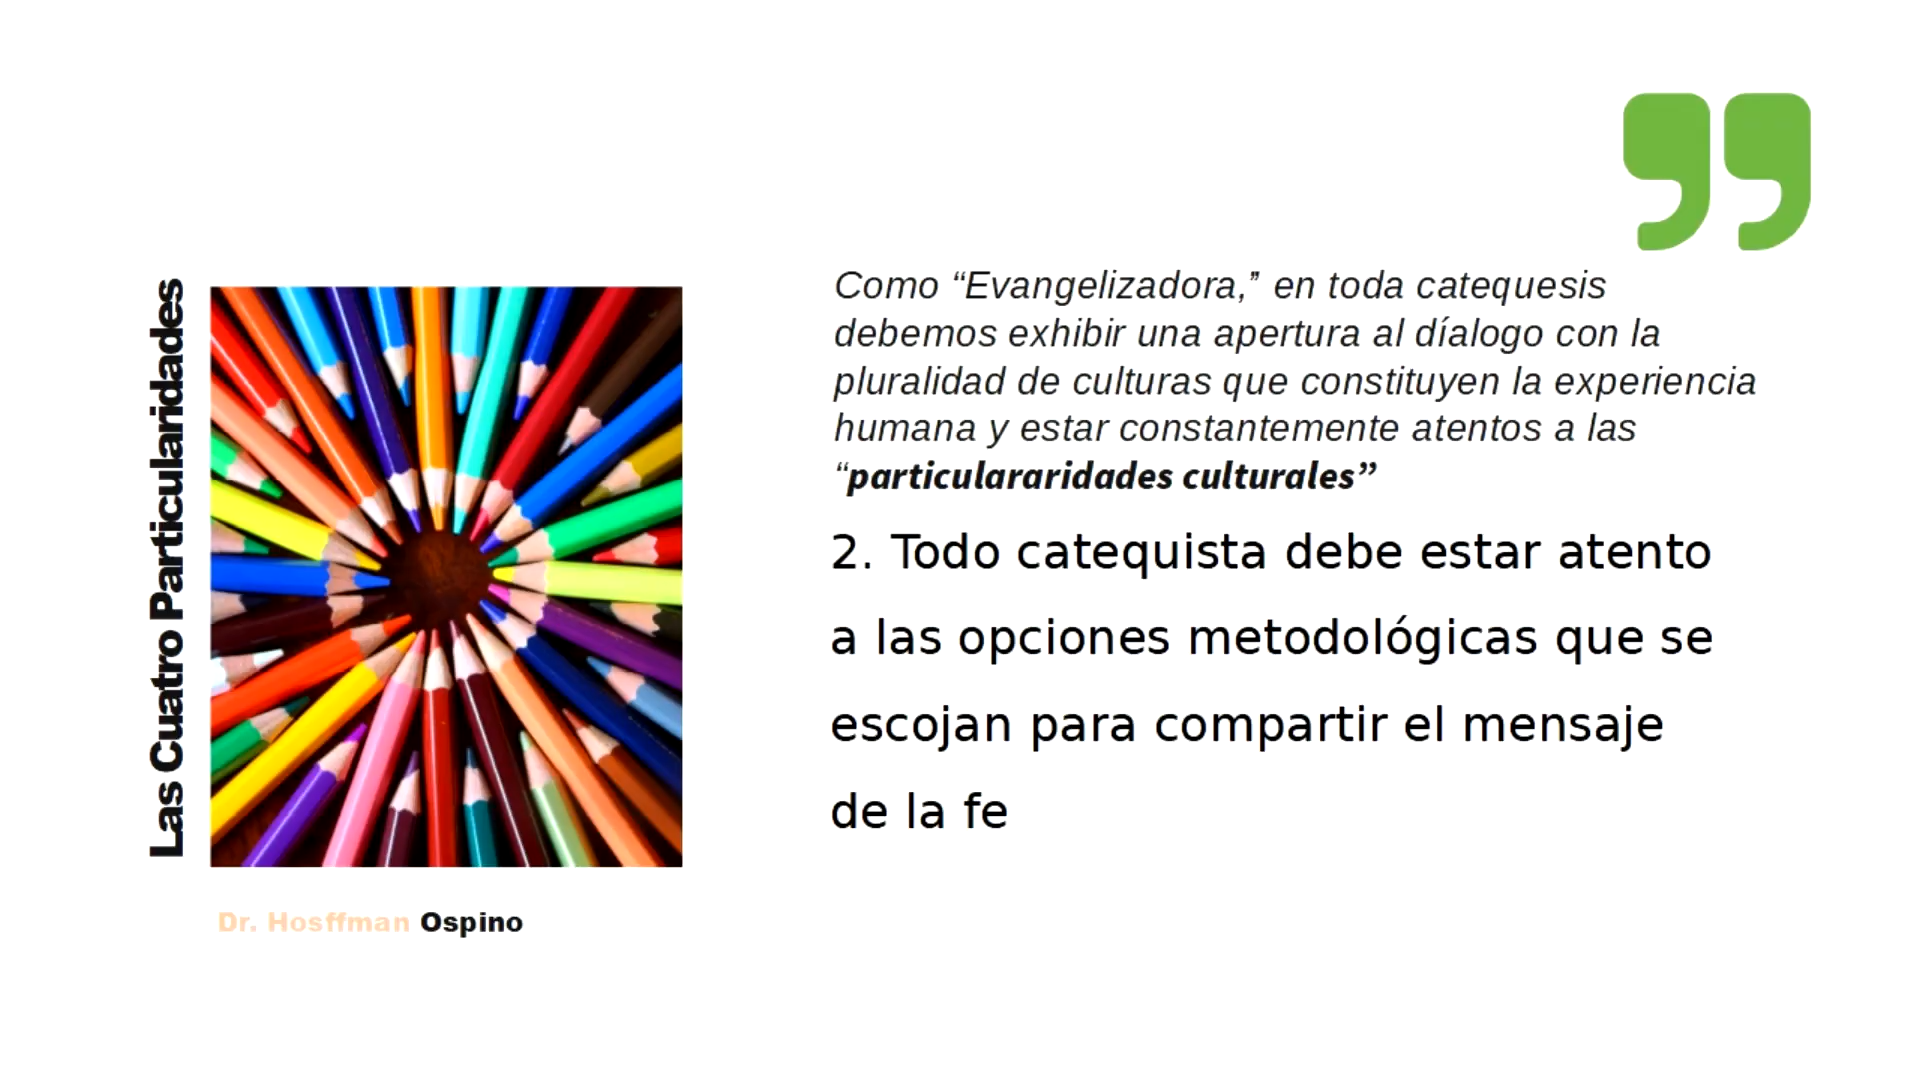 Las Cuatro Particularidades
Dr. Hosffman Ospino
Como “Evangelizadora,” en toda catequesis
debemos exhibir una apertura al díalogo con la
pluralidad de culturas que constituyen la experiencia
humana y estar constantemente atentos a las
“particulararidades culturales”
2. Todo catequista debe estar atento
a las opciones metodológicas que se
escojan para compartir el mensaje
de la fe